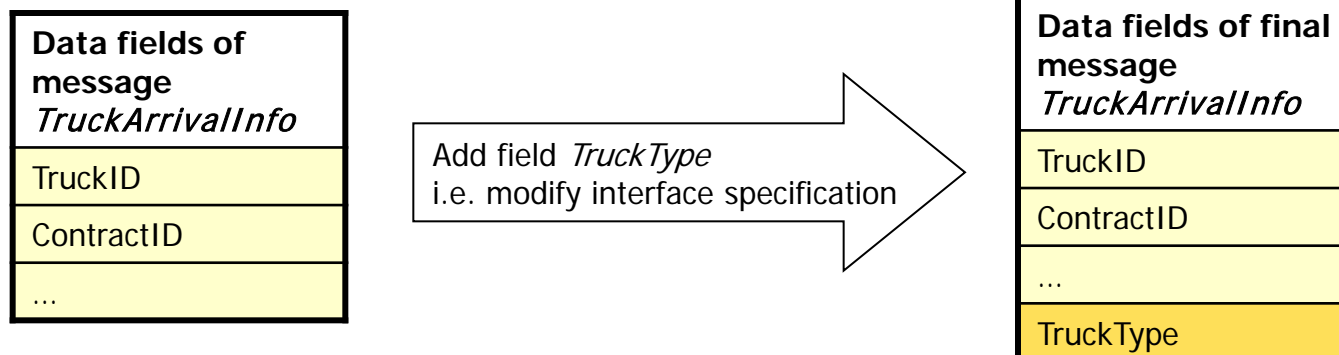 Data fields of
message
TruckArrivalInfo
TruckID
ContractID
...
Add field TruckType
i.e. modify interface specification
Data fields of final
message
TruckArrivalInfo
TruckID
ContractID
...
TruckType